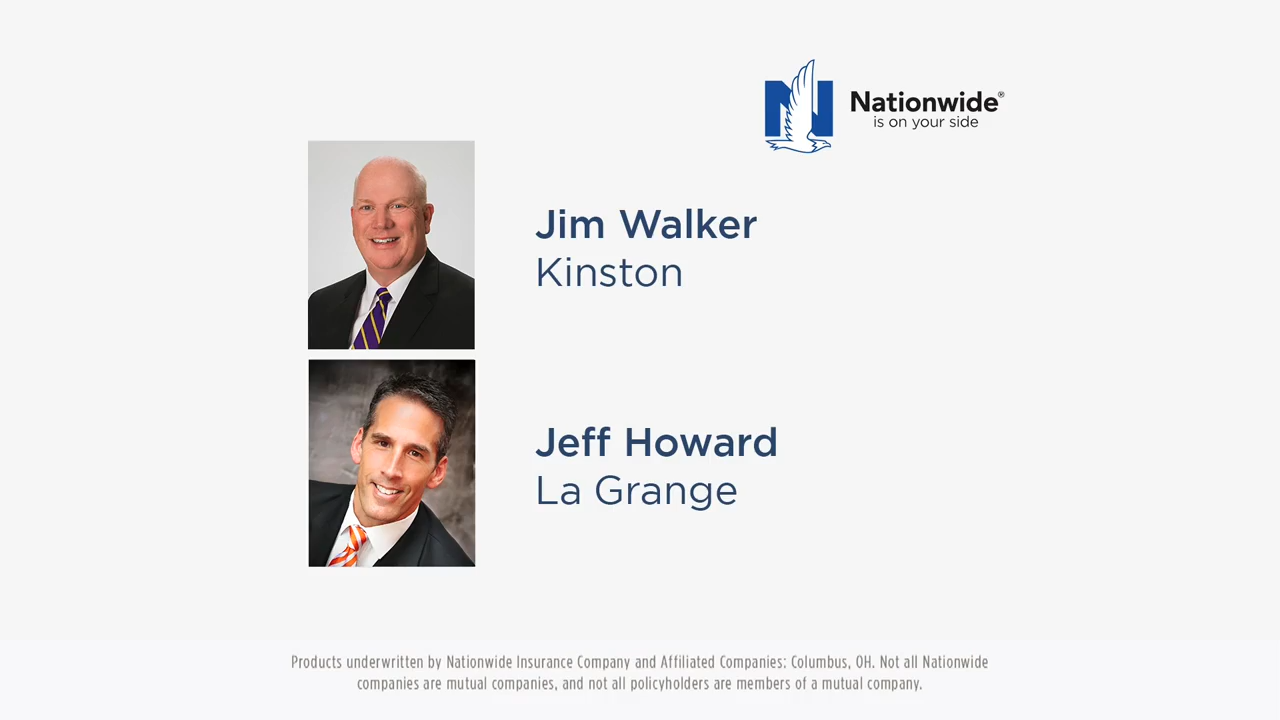 Nationwide®
is on your side
Jim Walker
Kinston
Jeff Howard
La Grange
Products underwritten by Nationwide Insurance Company and Affiliated Companies; Columbus, OH. Not all Nationwide
companies are mutual companies, and not all policyholders are members of a mutual company.